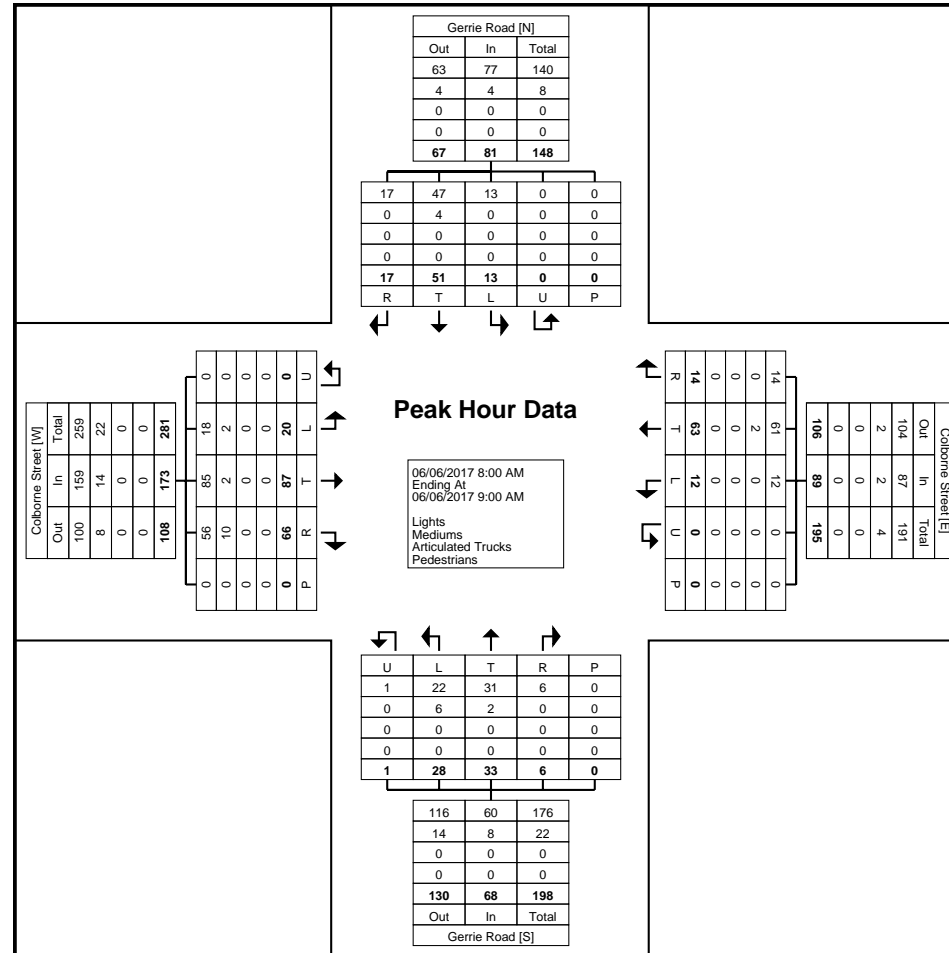 Gerrie Road [N]
Out In Total
63 77 140
4 4 8
0 0 0
0 0 0
67 81 148
17 47 13 0 0
0 4 0 0 0
0 0 0 0 0
0 0 0 0 0
17 51 13 0 0
R T L U P
Colborne Street [W]
Total In Out
259 159 100
22 14 8
0 0 0
0 0 0
281 173 108
0 18 85 56 0
0 2 2 10 0
0 0 0 0 0
0 0 0 0 0
0 20 87 66 0
U L T R P
Peak Hour Data
06/06/2017 8:00 AM
Ending At
06/06/2017 9:00 AM
Lights
Mediums
Articulated Trucks
Pedestrians
R T L U P
14 63 12 0 0
0 0 0 0 0
0 0 0 0 0
0 2 0 0 0
14 61 12 0 0
Colborne Street [E]
Out In Total
104 87 191
2 2 4
0 0 0
0 0 0
106 89 195
U L T R P
1 22 31 6 0
0 6 2 0 0
0 0 0 0 0
0 0 0 0 0
1 28 33 6 0
116 60 176
14 8 22
0 0 0
0 0 0
130 68 198
Out In Total
Gerrie Road [S]